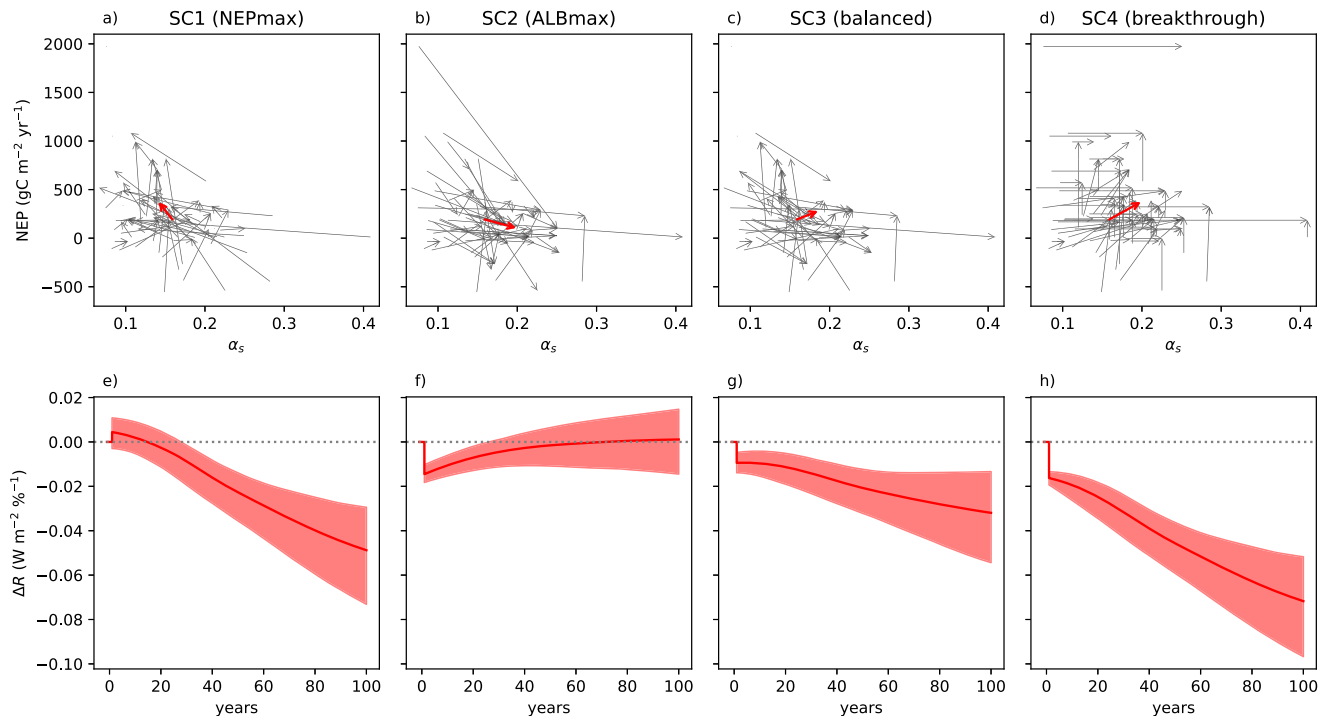 a) SC1 (NEPmax) b) SC2 (ALBmax) c) SC3 (balanced) d) SC4 (breakthrough)
2000
1500
1000
500
0
−500
NEP (gC m⁻² yr⁻¹)
0.1 0.2 0.3 0.4 0.1 0.2 0.3 0.4 0.1 0.2 0.3 0.4 0.1 0.2 0.3 0.4
αs αs αs αs
e) f) g) h)
0.02
0.00
−0.02
−0.04
−0.06
−0.08
−0.10
ΔR (W m⁻² %⁻¹)
0 20 40 60 80 100 0 20 40 60 80 100 0 20 40 60 80 100 0 20 40 60 80 100
years years years years